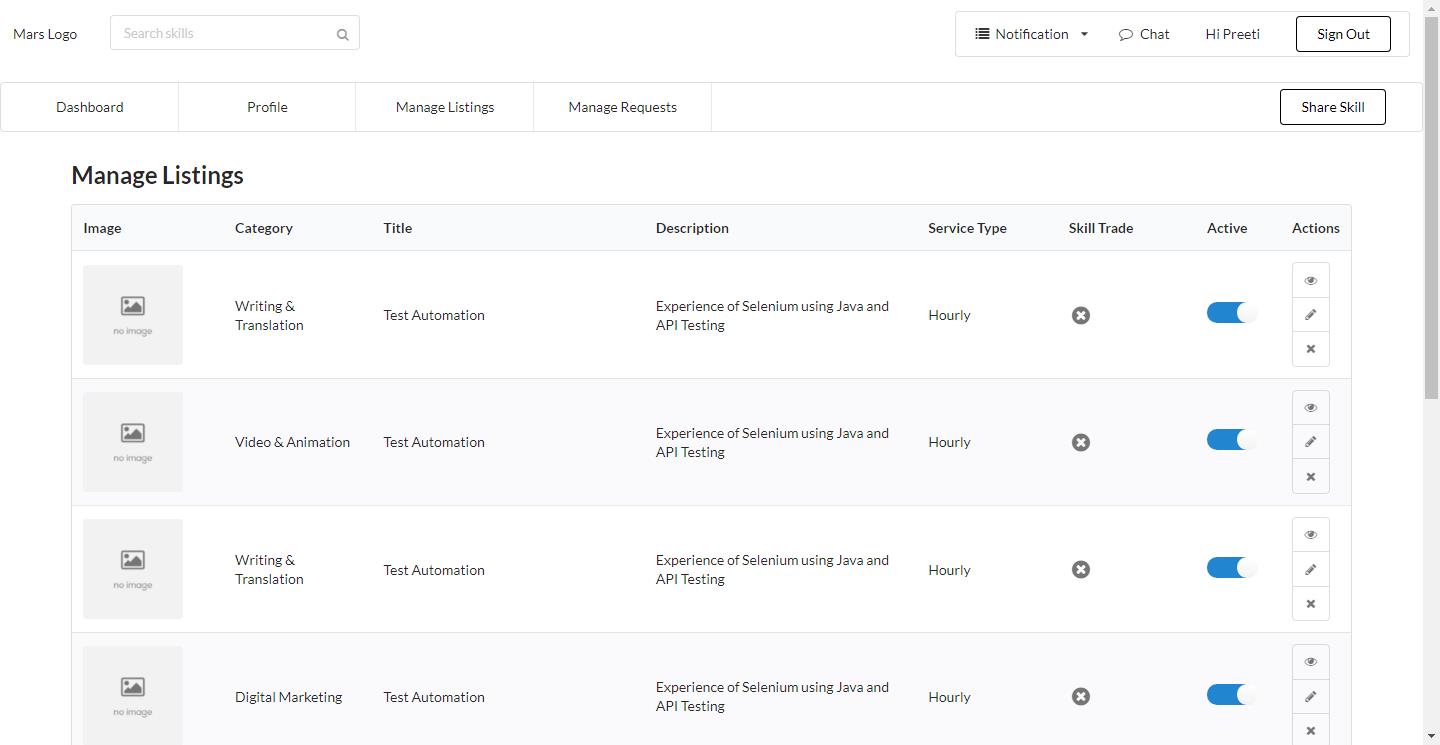 Mars Logo
Search skills
Notification
Chat
Hi Preeti
Sign Out
Dashboard
Profile
Manage Listings
Manage Requests
Share Skill
Manage Listings
Image
Category
Title
Description
Service Type
Skill Trade
Active
Actions
no image
Writing &
Translation
Test Automation
Experience of Selenium using Java and
API Testing
Hourly
no image
Video & Animation
Test Automation
Experience of Selenium using Java and
API Testing
Hourly
no image
Writing &
Translation
Test Automation
Experience of Selenium using Java and
API Testing
Hourly
no image
Digital Marketing
Test Automation
Experience of Selenium using Java and
API Testing
Hourly